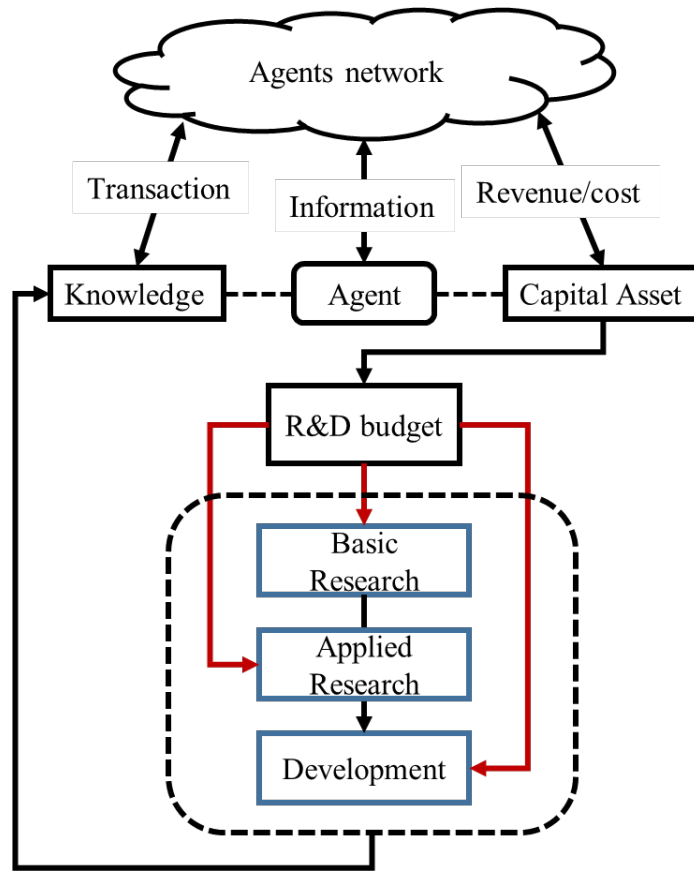 Agents network
Transaction
Information
Revenue/cost
Knowledge
Agent
Capital Asset
R&D budget
Basic
Research
Applied
Research
Development